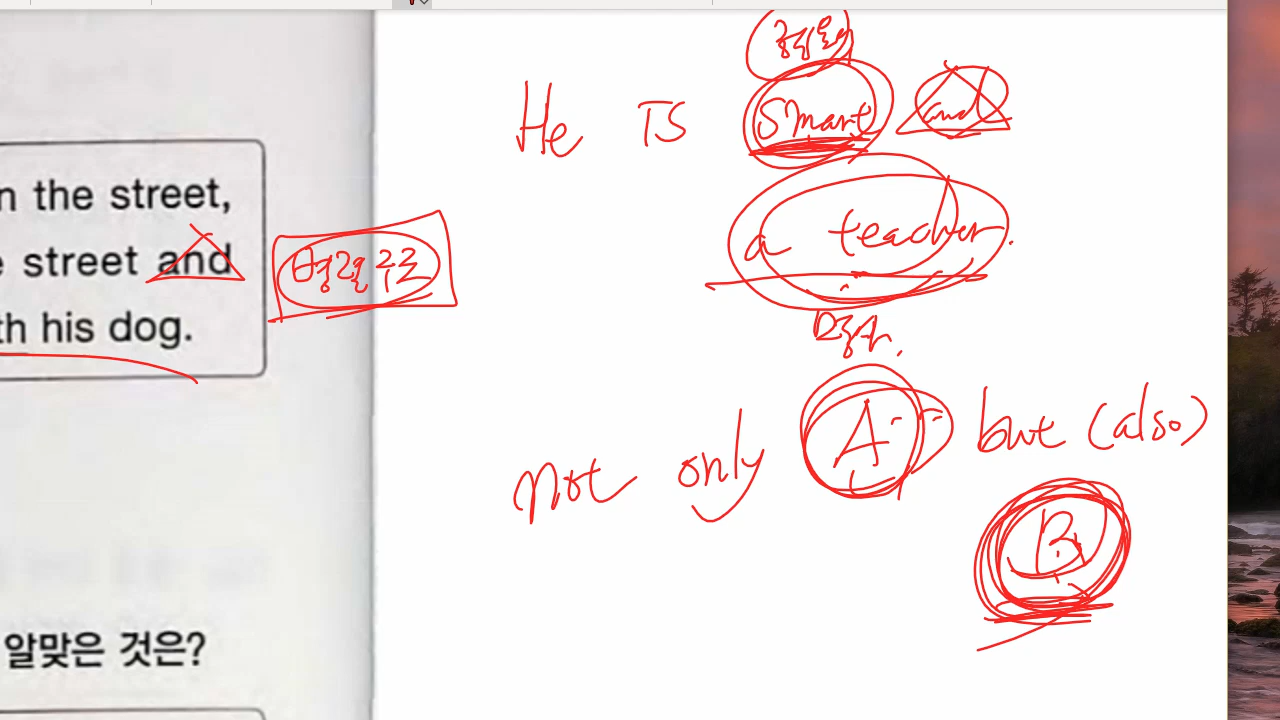 n the street,
street and
th his dog.
병렬구조
알맞은 것은?
형용사
He is smart and
a teacher.
명사.
not only A but (also)
B